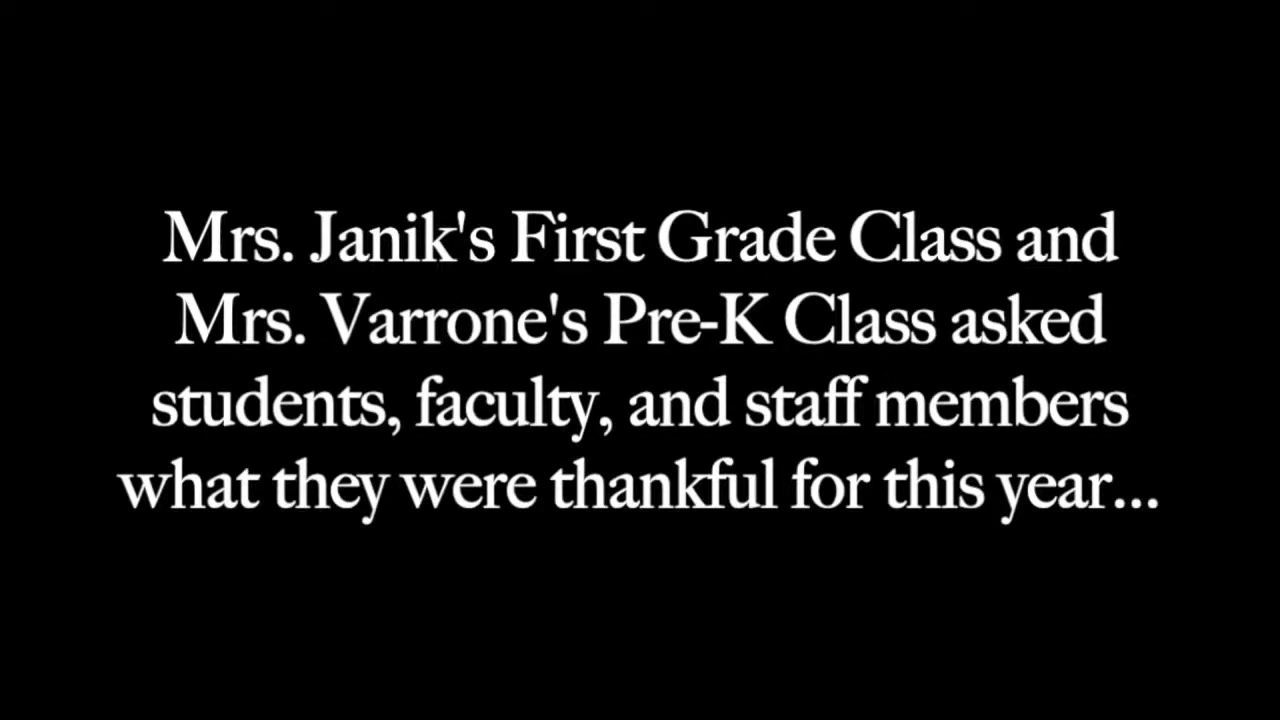 Mrs. Janik's First Grade Class and
Mrs. Varrone's Pre-K Class asked
students, faculty, and staff members
what they were thankful for this year...